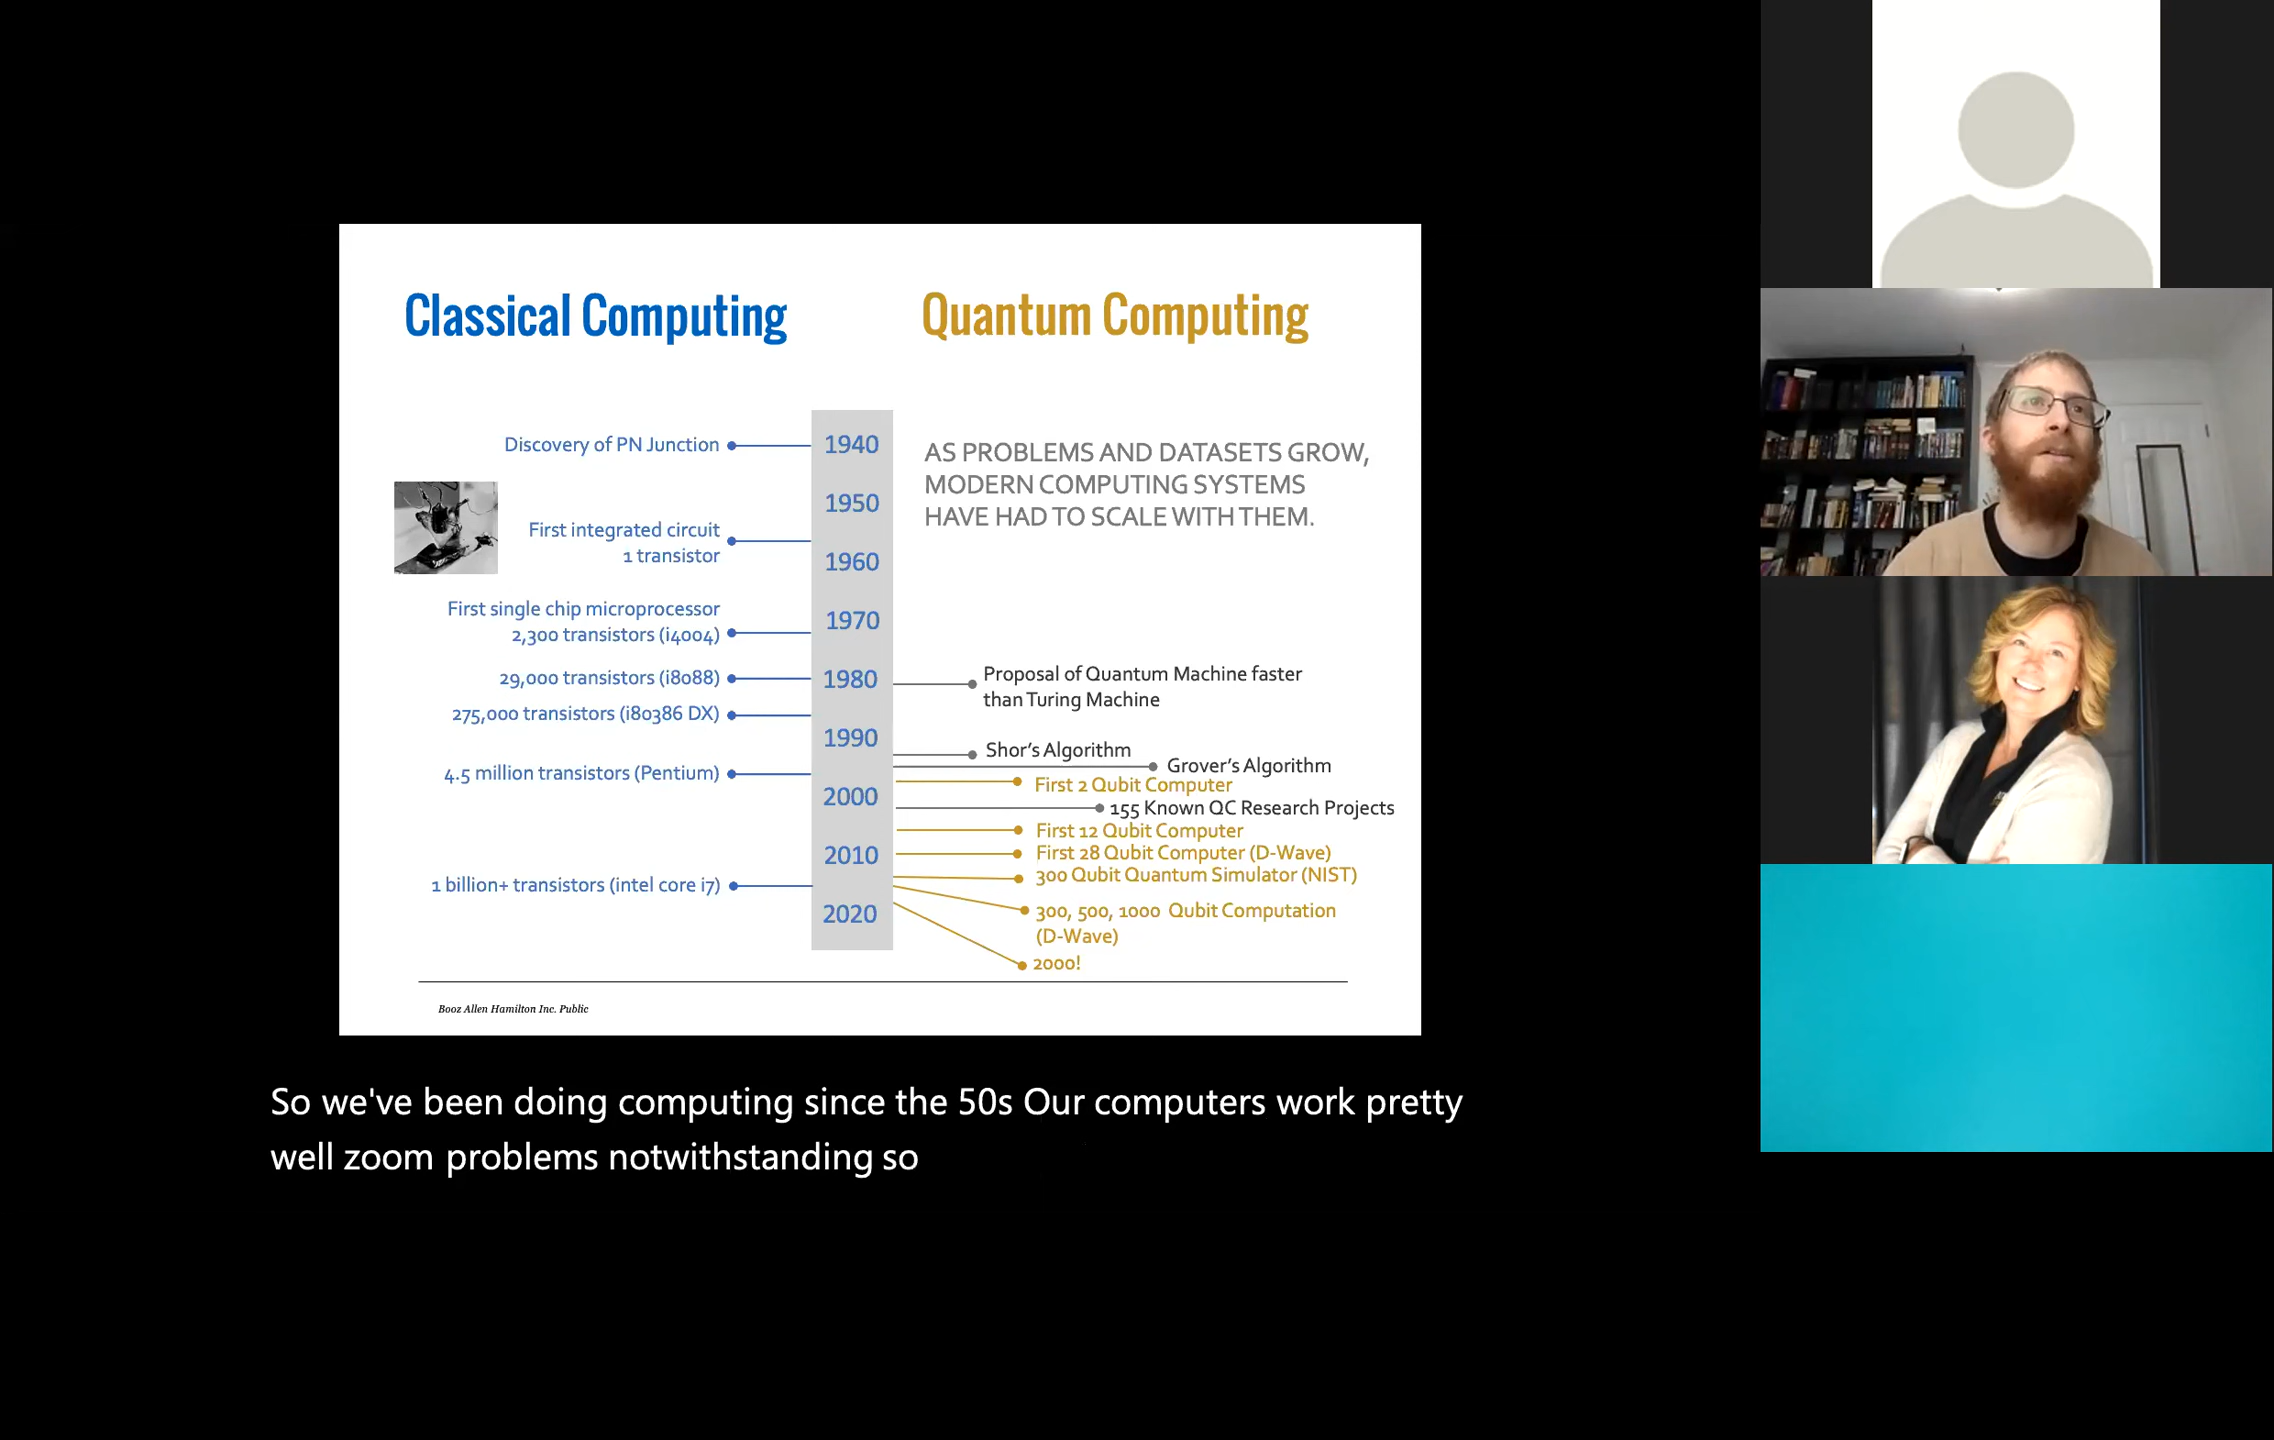 Classical Computing
Quantum Computing
Discovery of PN Junction
First integrated circuit
1 transistor
First single chip microprocessor
2,300 transistors (i4004)
29,000 transistors (i8088)
275,000 transistors (i80386 DX)
4.5 million transistors (Pentium)
1 billion+ transistors (intel core i7)
1940
1950
1960
1970
1980
1990
2000
2010
2020
AS PROBLEMS AND DATASETS GROW,
MODERN COMPUTING SYSTEMS
HAVE HAD TO SCALE WITH THEM.
Proposal of Quantum Machine faster
than Turing Machine
Shor's Algorithm
Grover's Algorithm
First 2 Qubit Computer
155 Known QC Research Projects
First 12 Qubit Computer
First 28 Qubit Computer (D-Wave)
300 Qubit Quantum Simulator (NIST)
300, 500, 1000 Qubit Computation
(D-Wave)
2000!
Booz Allen Hamilton Inc. Public
So we've been doing computing since the 50s Our computers work pretty
well zoom problems notwithstanding so